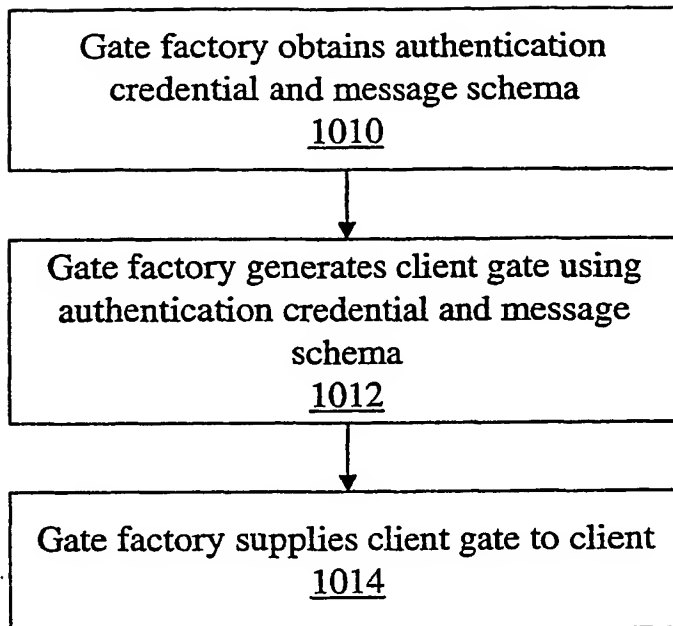 Gate factory obtains authentication
credential and message schema
1010
Gate factory generates client gate using
authentication credential and message
schema
1012
Gate factory supplies client gate to client
1014